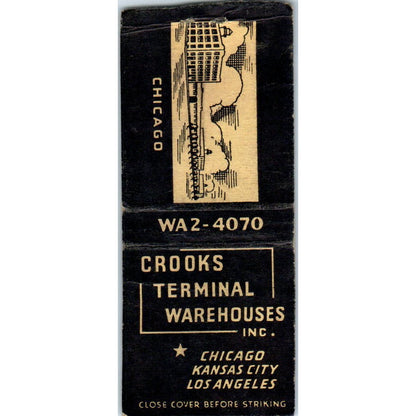 CHICAGO
WA2-4070
CROOKS
TERMINAL
WAREHOUSES
INC.
★ CHICAGO
KANSAS CITY
LOS ANGELES
CLOSE COVER BEFORE STRIKING